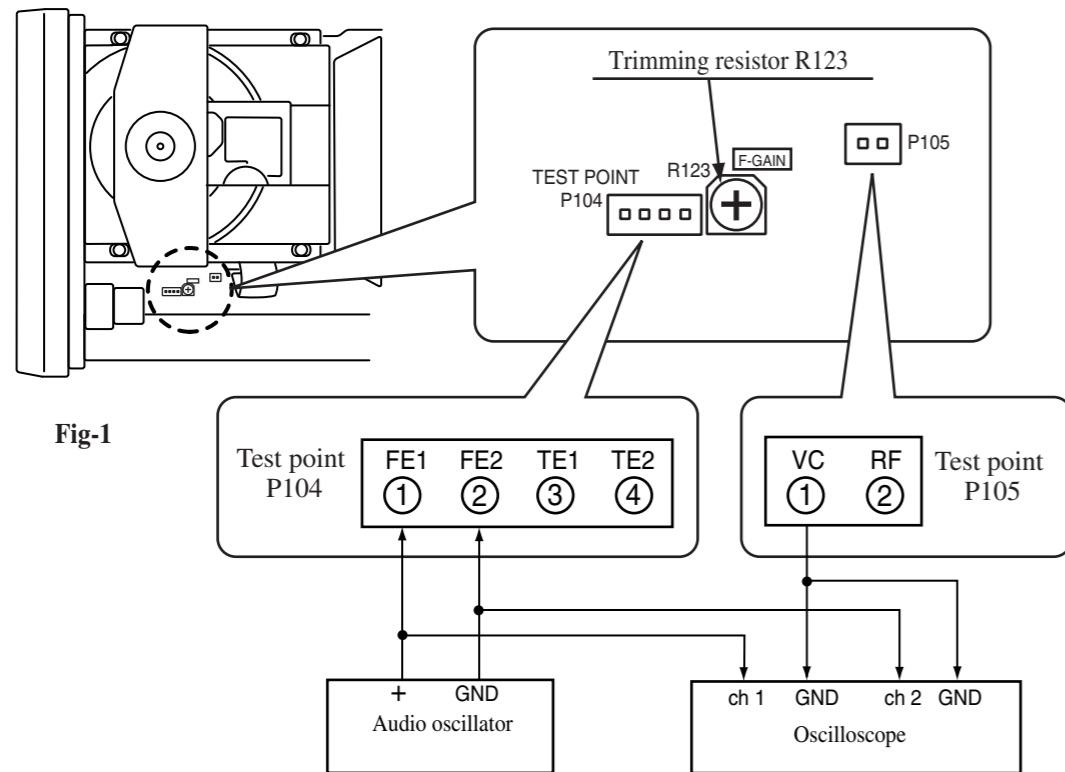 Trimming resistor R123
F-GAIN
R123
P105
TEST POINT
P104
Fig-1
Test point
P104
FE1 FE2 TE1 TE2
1 2 3 4
VC RF
1 2
Test point
P105
+ GND
Audio oscillator
ch 1 GND ch 2 GND
Oscilloscope